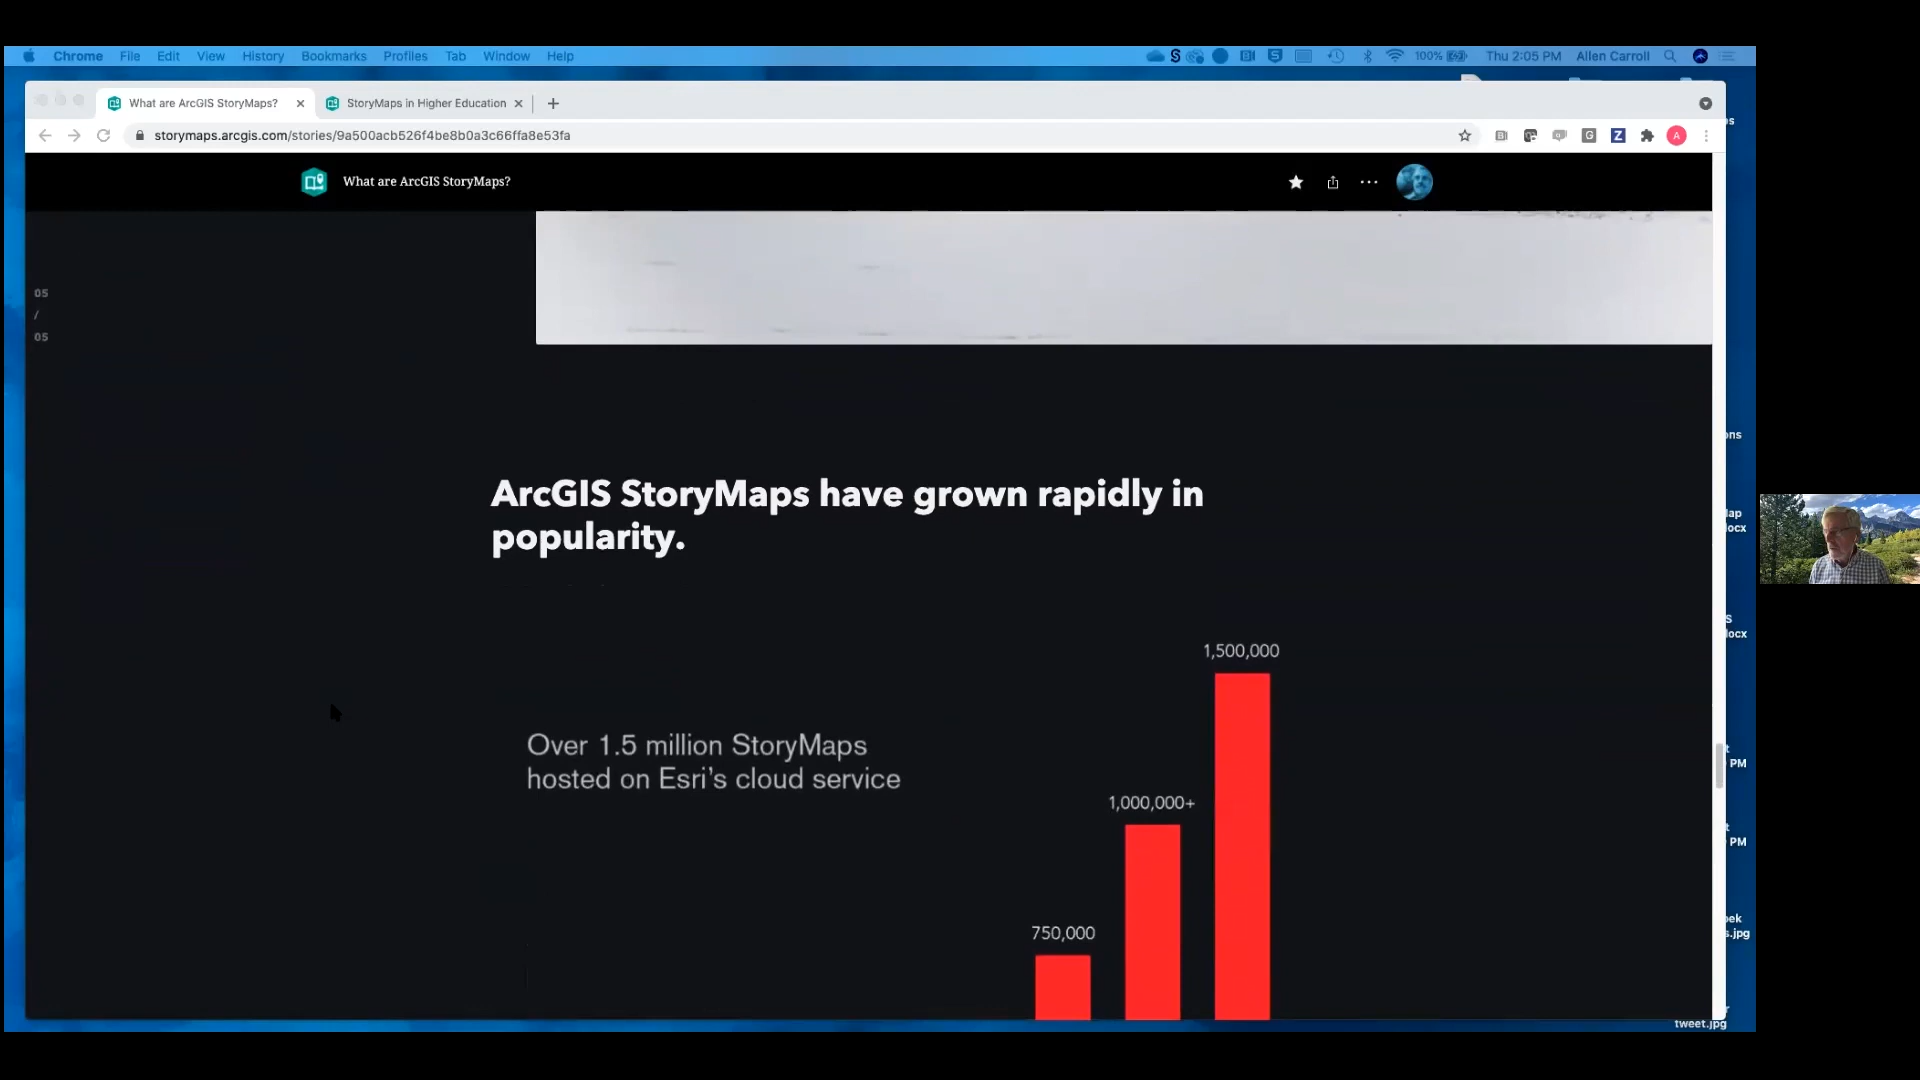 Chrome File Edit View History Bookmarks Profiles Tab Window Help 100% Thu 2:05 PM Allen Carroll
What are ArcGIS StoryMaps? StoryMaps in Higher Education
storymaps.arcgis.com/stories/9a500acb526f4be8b0a3c66ffa8e53fa
What are ArcGIS StoryMaps?
05
/
05
ArcGIS StoryMaps have grown rapidly in
popularity.
1,500,000
Over 1.5 million StoryMaps
hosted on Esri's cloud service
1,000,000+
750,000
PM
PM
tweet.jpg